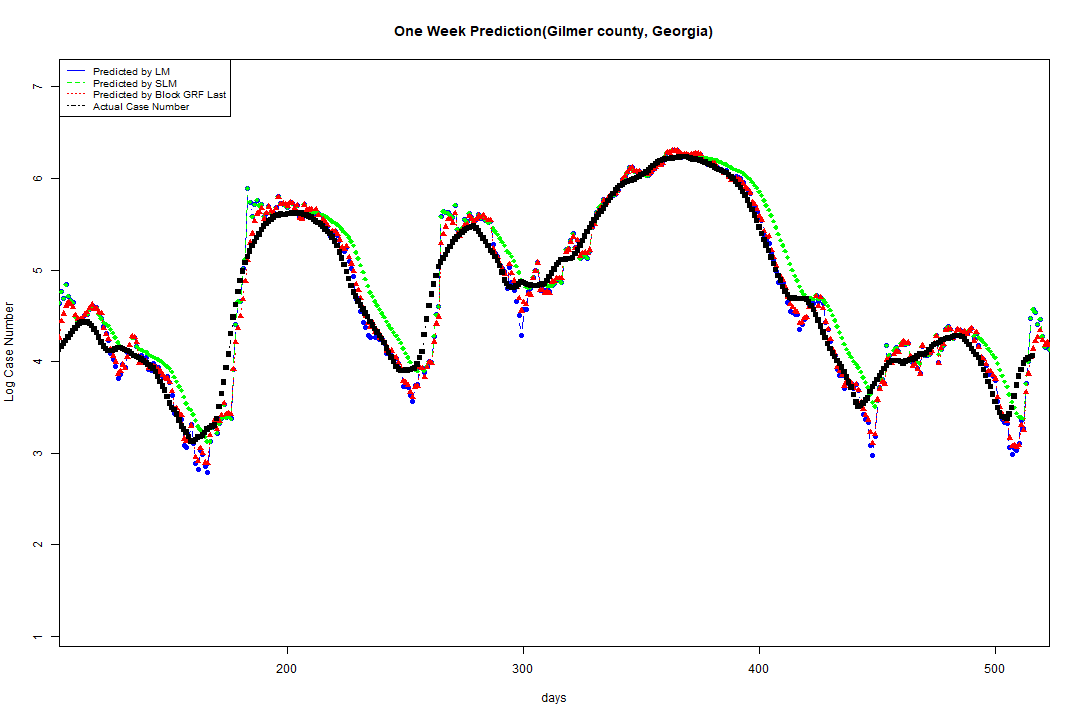 One Week Prediction(Gilmer county, Georgia)
Predicted by LM
Predicted by SLM
Predicted by Block GRF Last
Actual Case Number
7
6
5
4
3
2
1
Log Case Number
200 300 400 500
days